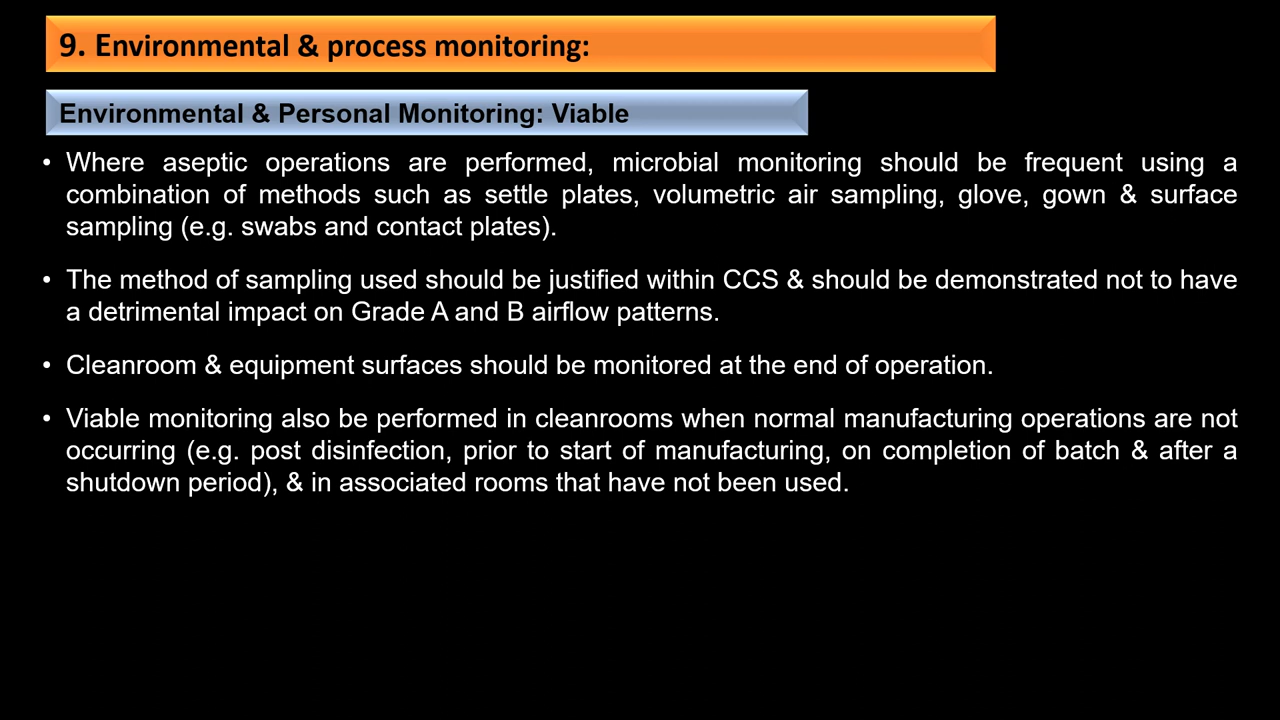 9. Environmental & process monitoring:
Environmental & Personal Monitoring: Viable
• Where aseptic operations are performed, microbial monitoring should be frequent using a
combination of methods such as settle plates, volumetric air sampling, glove, gown & surface
sampling (e.g. swabs and contact plates).
• The method of sampling used should be justified within CCS & should be demonstrated not to have
a detrimental impact on Grade A and B airflow patterns.
• Cleanroom & equipment surfaces should be monitored at the end of operation.
• Viable monitoring also be performed in cleanrooms when normal manufacturing operations are not
occurring (e.g. post disinfection, prior to start of manufacturing, on completion of batch & after a
shutdown period), & in associated rooms that have not been used.